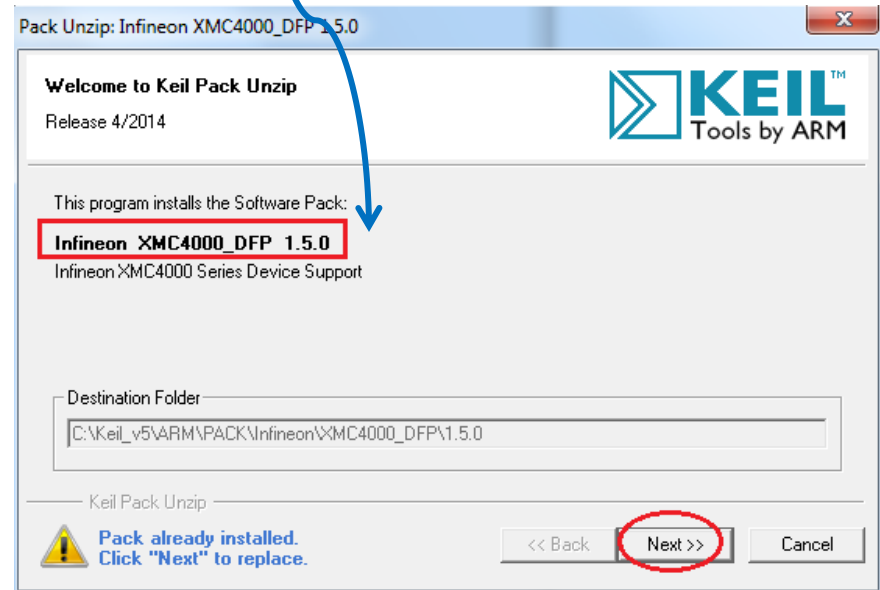 Pack Unzip: Infineon XMC4000_DFP 1.5.0
Welcome to Keil Pack Unzip
Release 4/2014
KEIL™
Tools by ARM
This program installs the Software Pack:
Infineon XMC4000_DFP 1.5.0
Infineon XMC4000 Series Device Support
Destination Folder
C:\Keil_v5\ARM\PACK\Infineon\XMC4000_DFP\1.5.0
Keil Pack Unzip
Pack already installed.
Click "Next" to replace.
<< Back
Next >>
Cancel